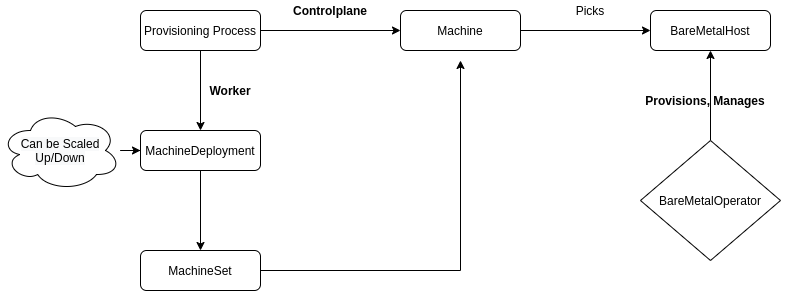 Controlplane
Picks
Provisioning Process
Machine
BareMetalHost
Worker
Provisions, Manages
Can be Scaled
Up/Down
MachineDeployment
BareMetalOperator
MachineSet